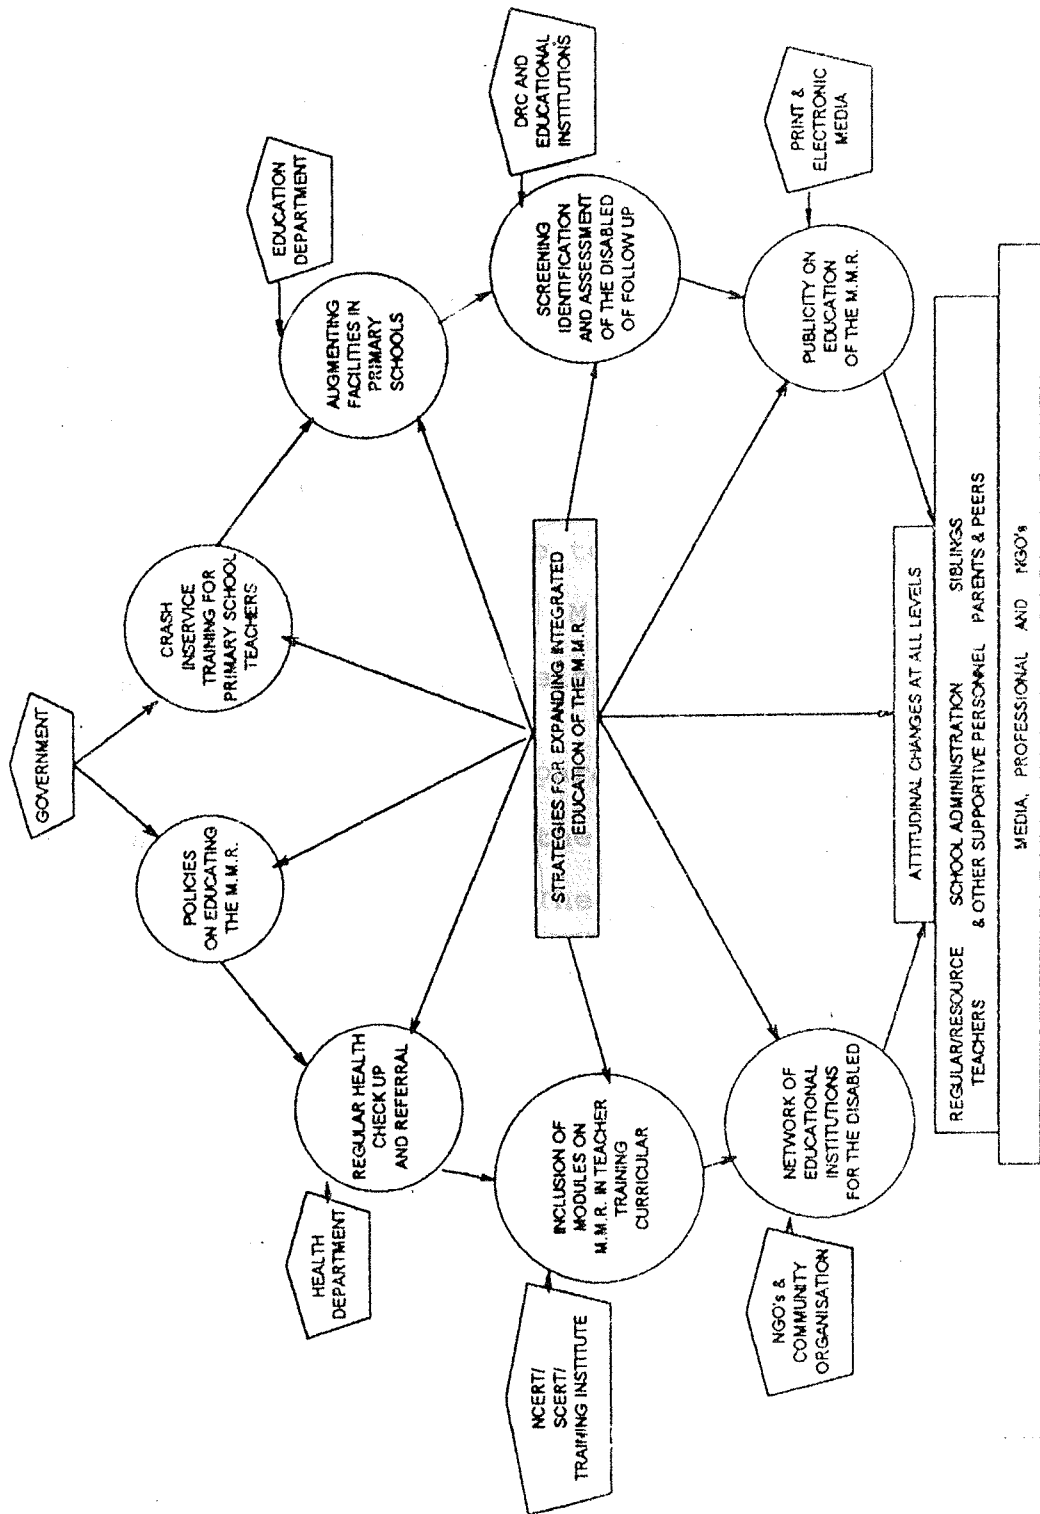 GOVERNMENT
POLICIES
ON EDUCATING
THE M.M.R.
CRASH
INSERVICE
TRAINING FOR
PRIMARY SCHOOL
TEACHERS
HEALTH
DEPARTMENT
REGULAR HEALTH
CHECK UP
AND REFERRAL
AUGMENTING
FACILITIES IN
PRIMARY
SCHOOLS
EDUCATION
DEPARTMENT
NCERT/
SCERT/
TRAINING INSTITUTE
INCLUSION OF
MODULES ON
M.M.R. IN TEACHER
TRAINING
CURRICULAR
STRATEGIES FOR EXPANDING INTEGRATED
EDUCATION OF THE M.M.R.
SCREENING
IDENTIFICATION
AND ASSESSMENT
OF THE DISABLED
OF FOLLOW UP
DRC AND
EDUCATIONAL
INSTITUTION'S
NGO's &
COMMUNITY
ORGANISATION
NETWORK OF
EDUCATIONAL
INSTITUTIONS
FOR THE DISABLED
PUBLICITY ON
EDUCATION
OF THE M.M.R.
PRINT &
ELECTRONIC
MEDIA
ATTITUDINAL CHANGES AT ALL LEVELS
REGULAR/RESOURCE SCHOOL ADMININSTRATION SIBLINGS
TEACHERS & OTHER SUPPORTIVE PERSONNEL PARENTS & PEERS
MEDIA, PROFESSIONAL AND NGO's